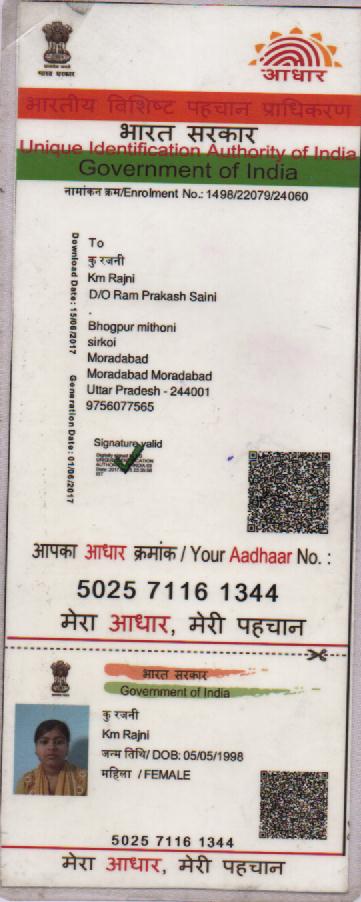 भारत सरकार
आधार
भारतीय विशिष्ट पहचान प्राधिकरण
भारत सरकार
Unique Identification Authority of India
Government of India
नामांकन क्रम/Enrolment No.: 1498/22079/24060
Download Date: 15/06/2017
Generation Date: 01/06/2017
To
कु रजनी
Km Rajni
D/O Ram Prakash Saini
.
Bhogpur mithoni
sirkoi
Moradabad
Moradabad Moradabad
Uttar Pradesh - 244001
9756077565
Signature valid
आपका आधार क्रमांक / Your Aadhaar No. :
5025 7116 1344
मेरा आधार, मेरी पहचान
भारत सरकार
Government of India
कु रजनी
Km Rajni
जन्म तिथि/ DOB: 05/05/1998
महिला / FEMALE
5025 7116 1344
मेरा आधार, मेरी पहचान